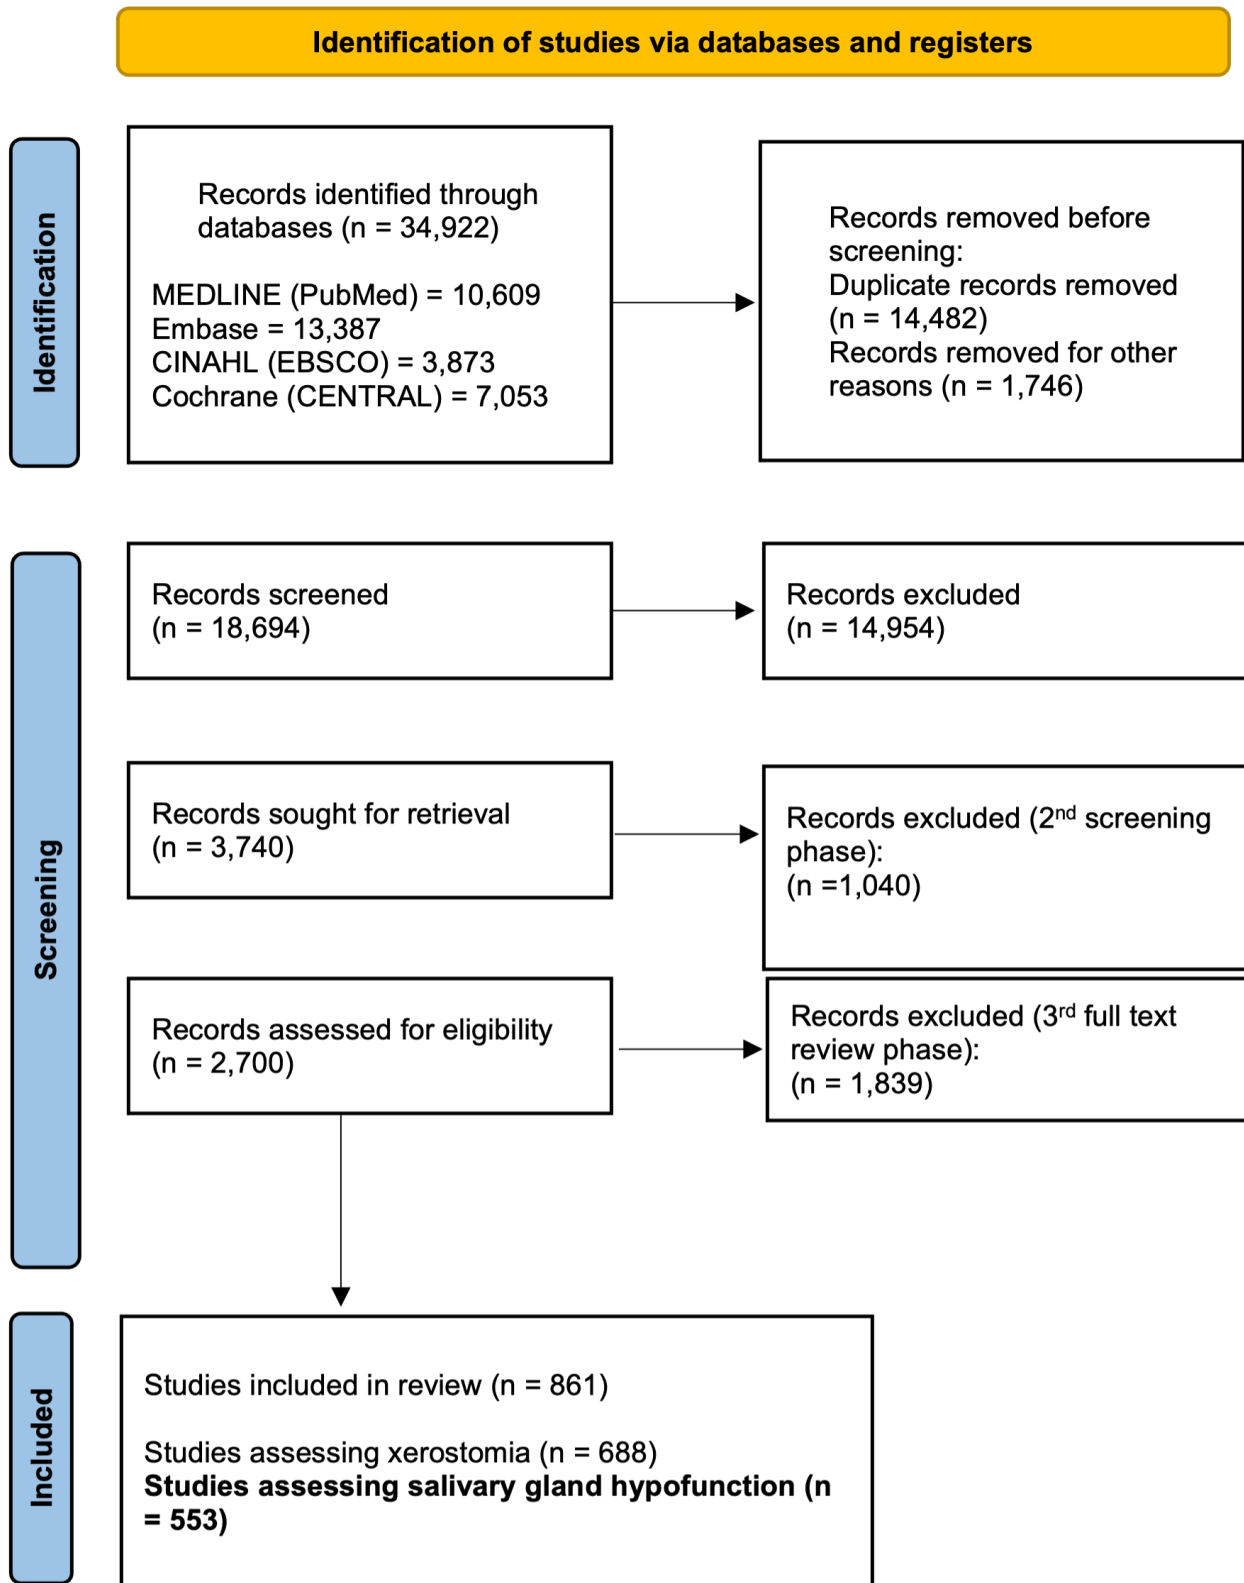 Identification of studies via databases and registers
Identification
Records identified through
databases (n = 34,922)
MEDLINE (PubMed) = 10,609
Embase = 13,387
CINAHL (EBSCO) = 3,873
Cochrane (CENTRAL) = 7,053
Records removed before
screening:
Duplicate records removed
(n = 14,482)
Records removed for other
reasons (n = 1,746)
Screening
Records screened
(n = 18,694)
Records excluded
(n = 14,954)
Records sought for retrieval
(n = 3,740)
Records excluded (2nd screening
phase):
(n =1,040)
Records assessed for eligibility
(n = 2,700)
Records excluded (3rd full text
review phase):
(n = 1,839)
Included
Studies included in review (n = 861)
Studies assessing xerostomia (n = 688)
Studies assessing salivary gland hypofunction (n
= 553)